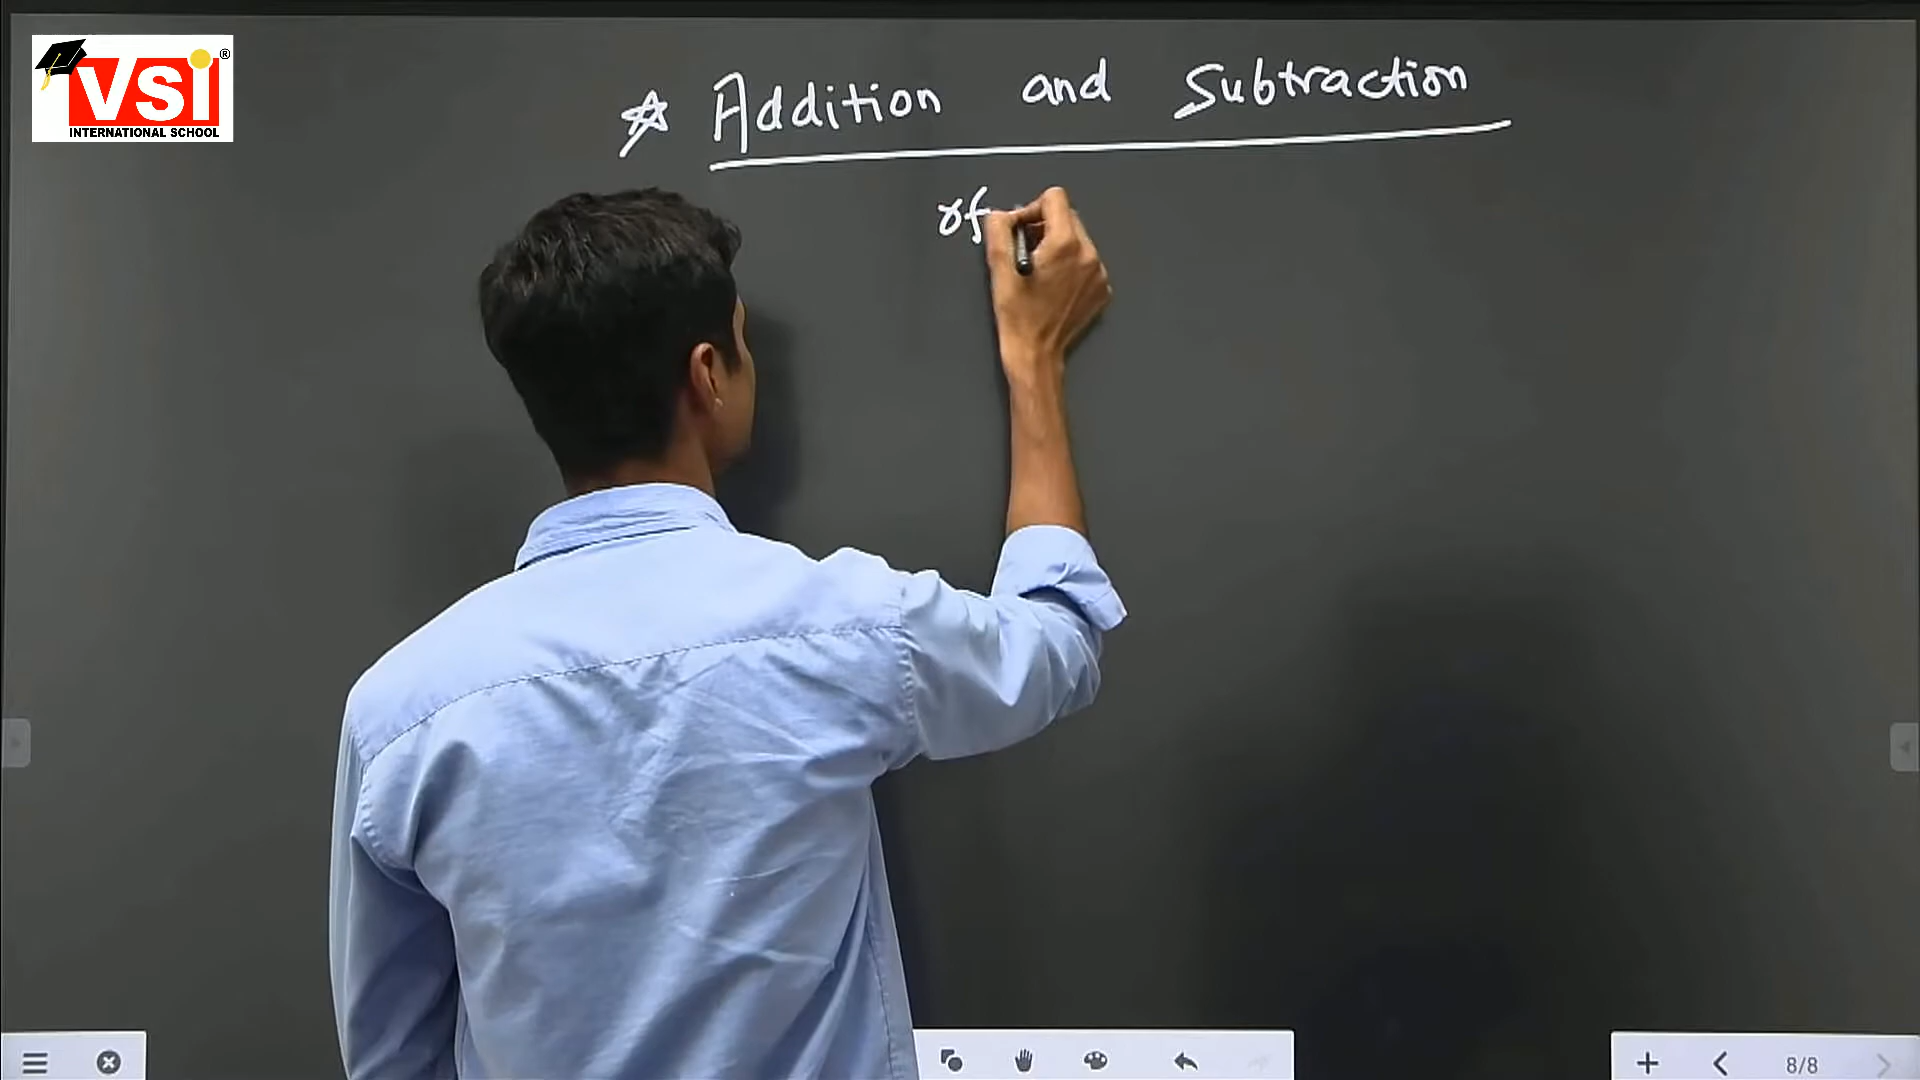 VSI®
INTERNATIONAL SCHOOL
Addition and Subtraction
of
8/8